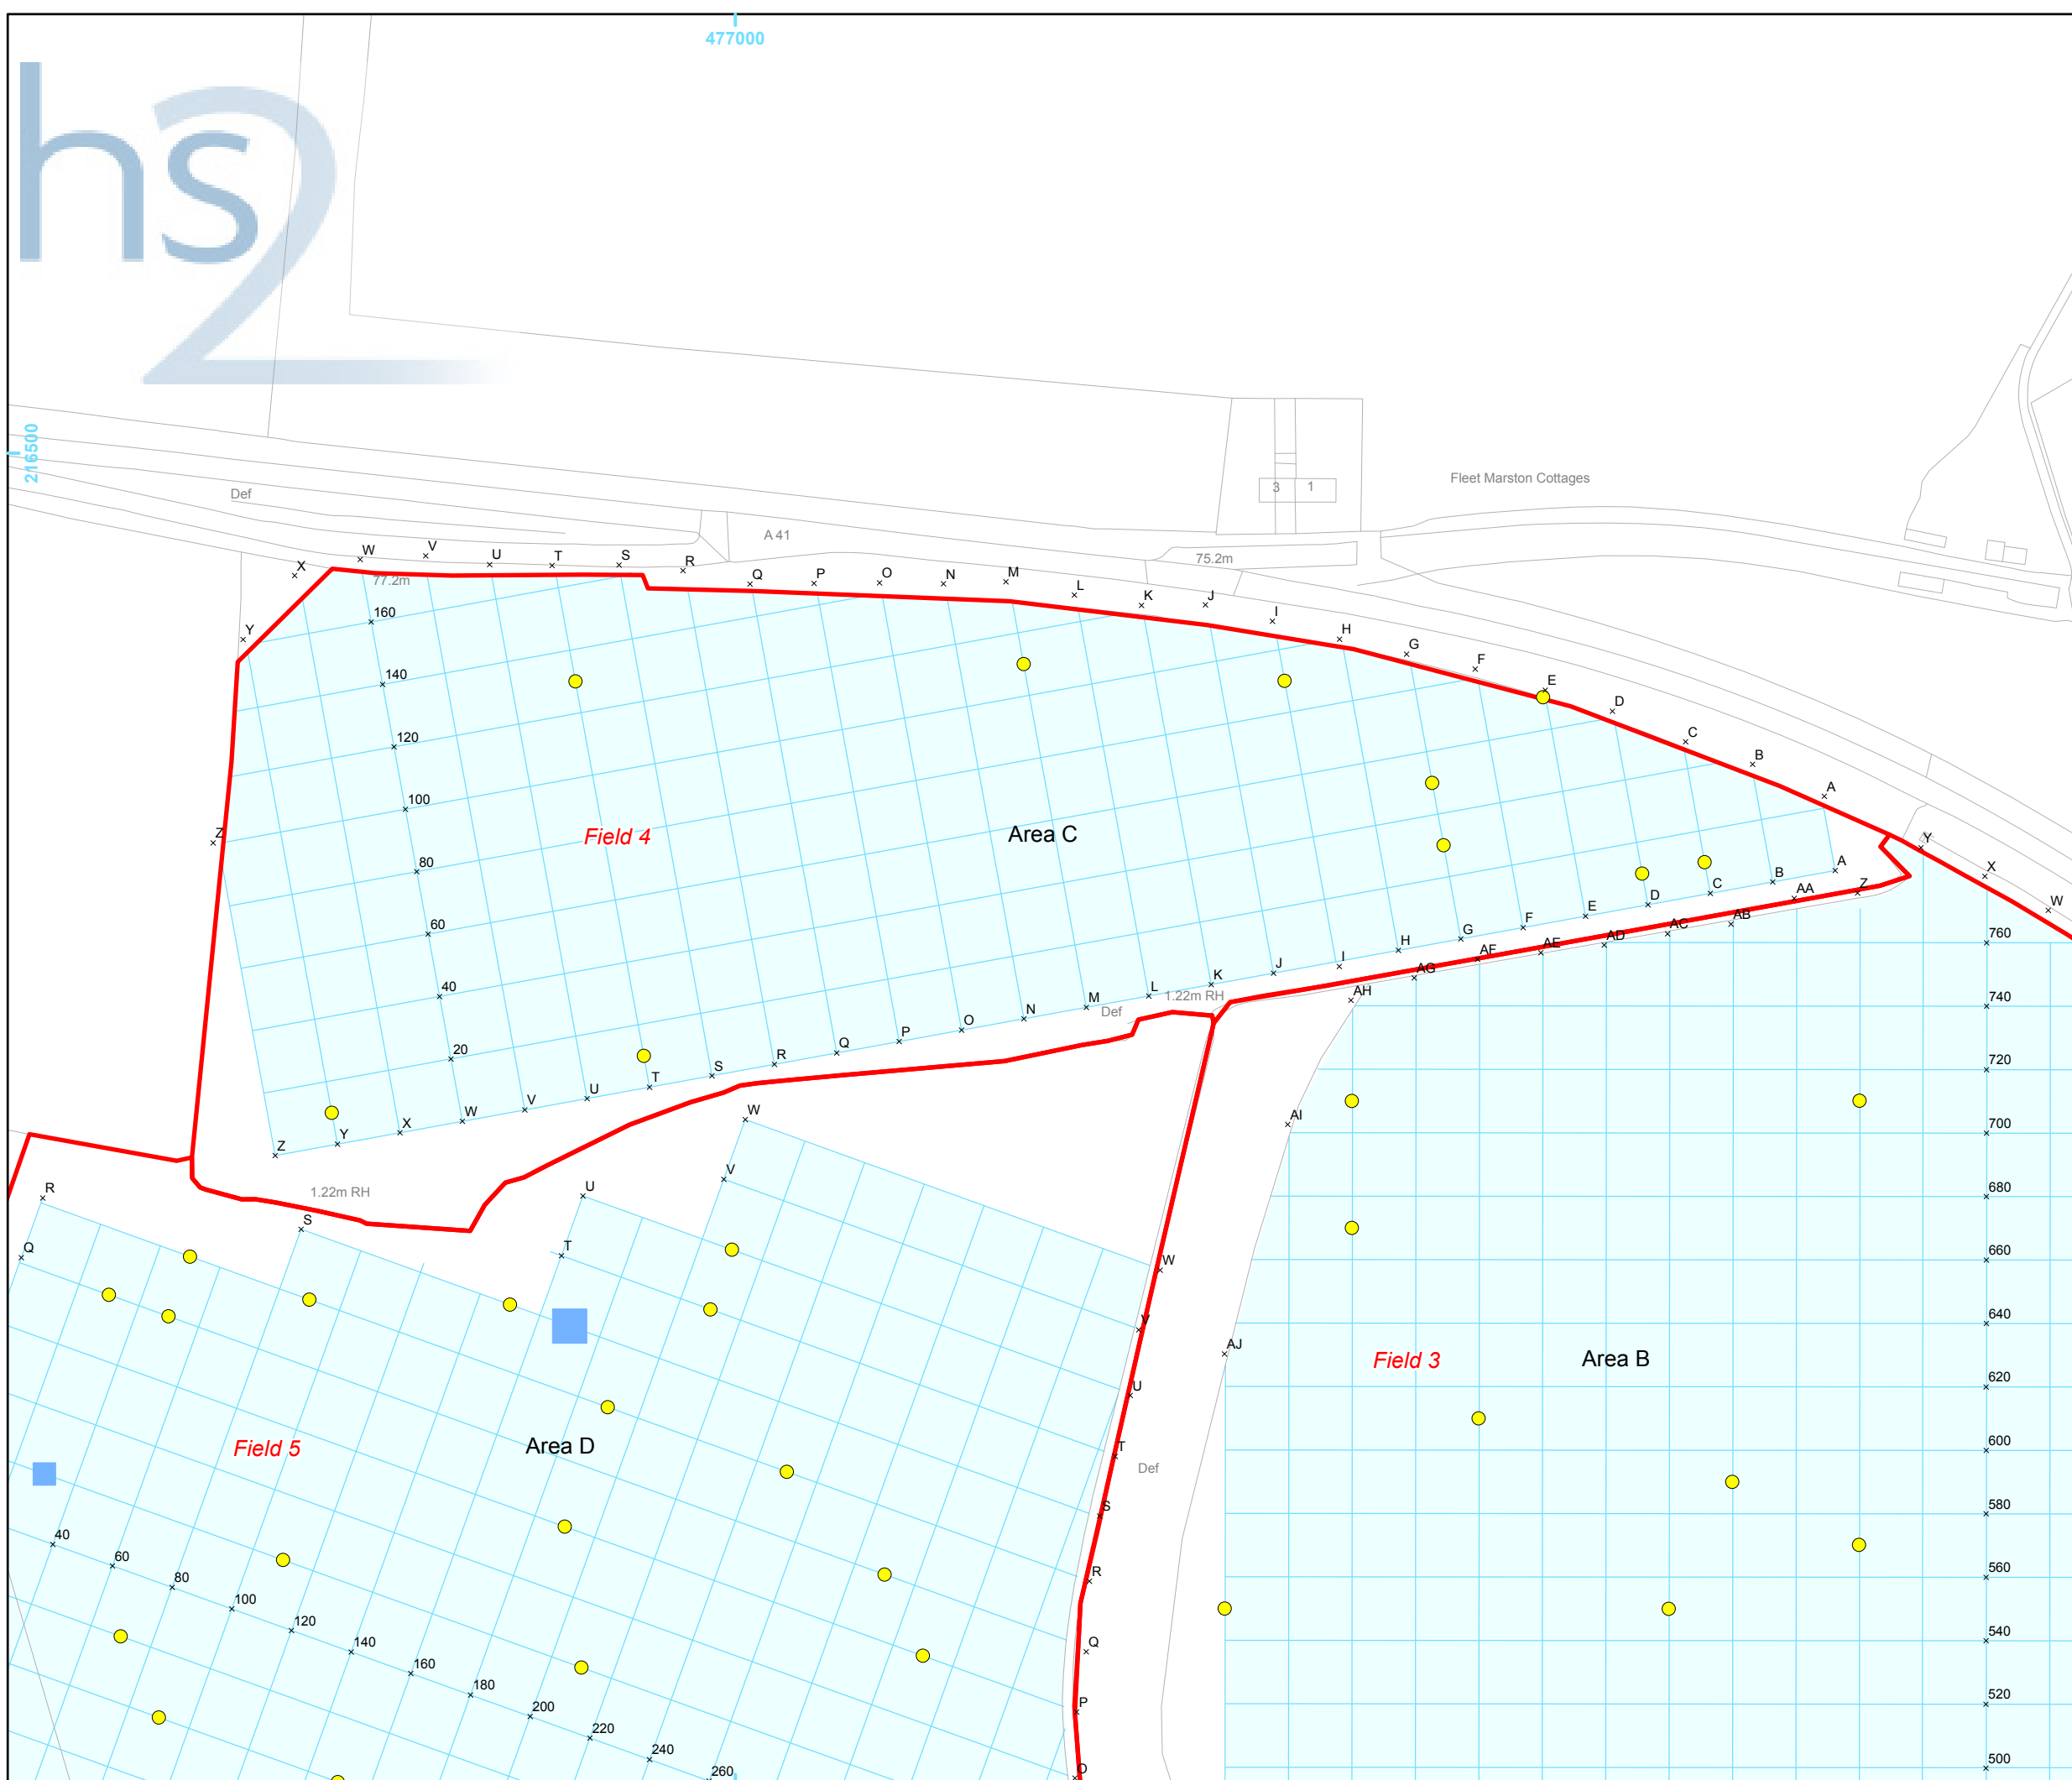 477000
hs2
216500
Def
A 41
3 1
Fleet Marston Cottages
75.2m
77.2m
X W V U T S R Q P O N M L K J I H G F E D C B A
Y
Z
160
140
120
100
80
60
40
20
Field 4
Area C
Y X W
Z Y X W V U T S R Q P O N M L K J I H G F E D C B A
AJ AI AH AG AF AE AD AC AB AA Z
Def
1.22m RH
1.22m RH
760
740
720
700
680
660
640
620
600
580
560
540
520
500
Field 3
Area B
R
Q
S
U
T
W
V
W
V
U
T
S
R
Q
P
O
Def
Field 5
Area D
40
60
80
100
120
140
160
180
200
220
240
260